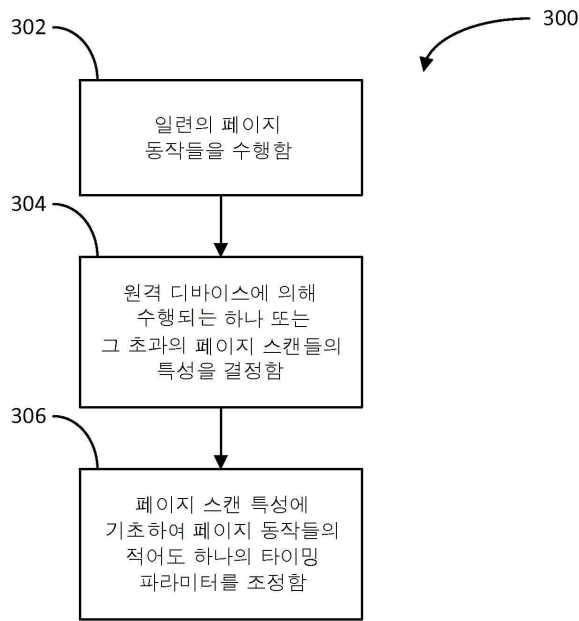 302
300
일련의 페이지
동작들을 수행함
304
원격 디바이스에 의해
수행되는 하나 또는
그 초과의 페이지 스캔들의
특성을 결정함
306
페이지 스캔 특성에
기초하여 페이지 동작들의
적어도 하나의 타이밍
파라미터를 조정함